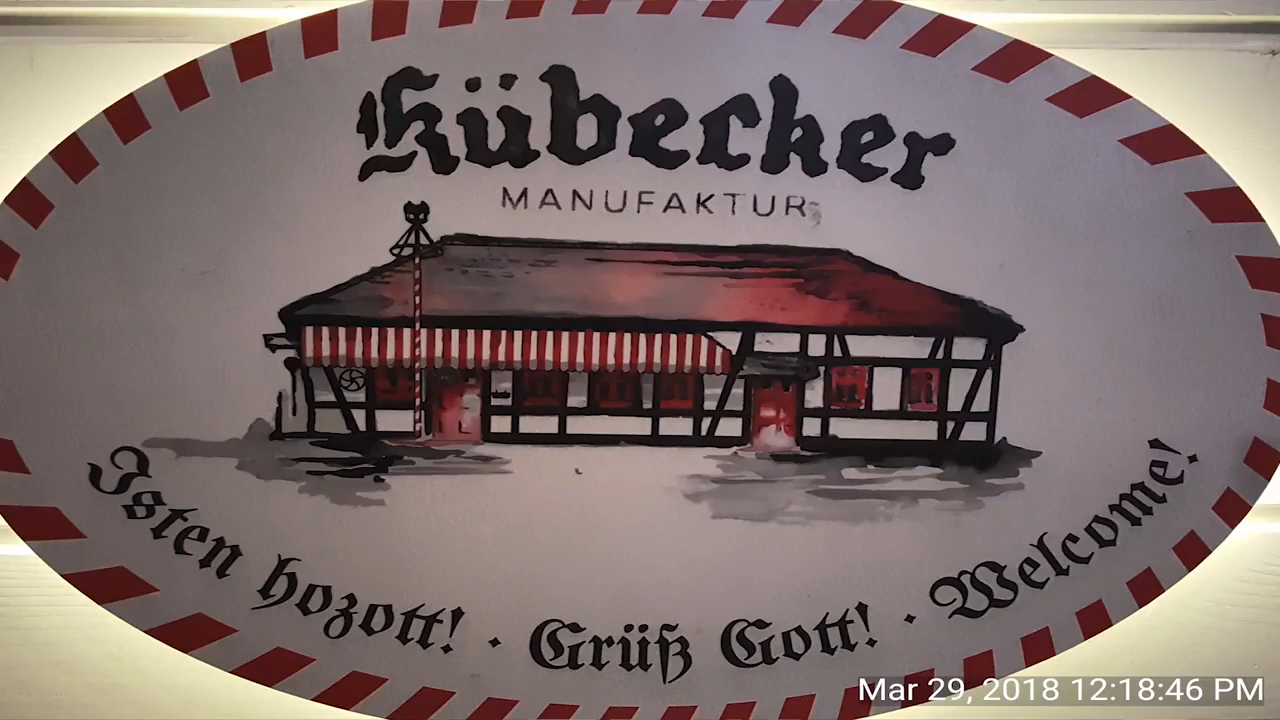 Kübecker
MANUFAKTUR
Isten hozott! · Grüß Gott! · Welcome!
Mar 29, 2018 12:18:46 PM